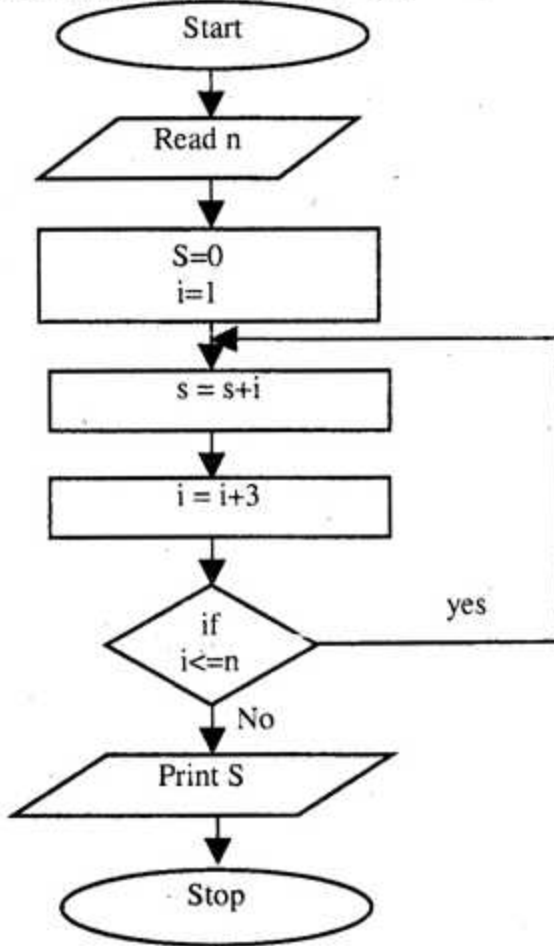 Start
Read n
S=0
i=1
s = s+i
i = i+3
if
i<=n
yes
No
Print S
Stop